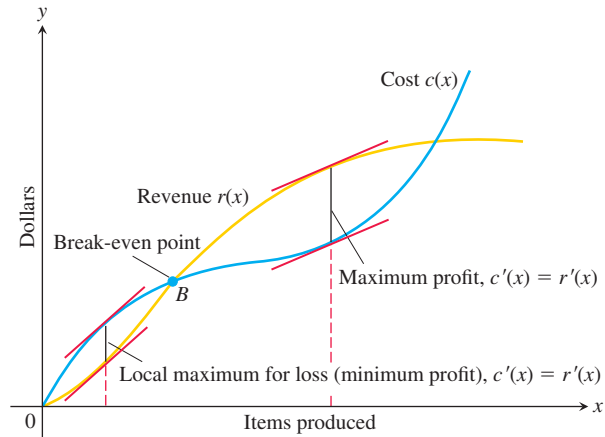 y
Cost c(x)
Revenue r(x)
Dollars
Break-even point
B
Maximum profit, c′(x) = r′(x)
Local maximum for loss (minimum profit), c′(x) = r′(x)
0
Items produced
x